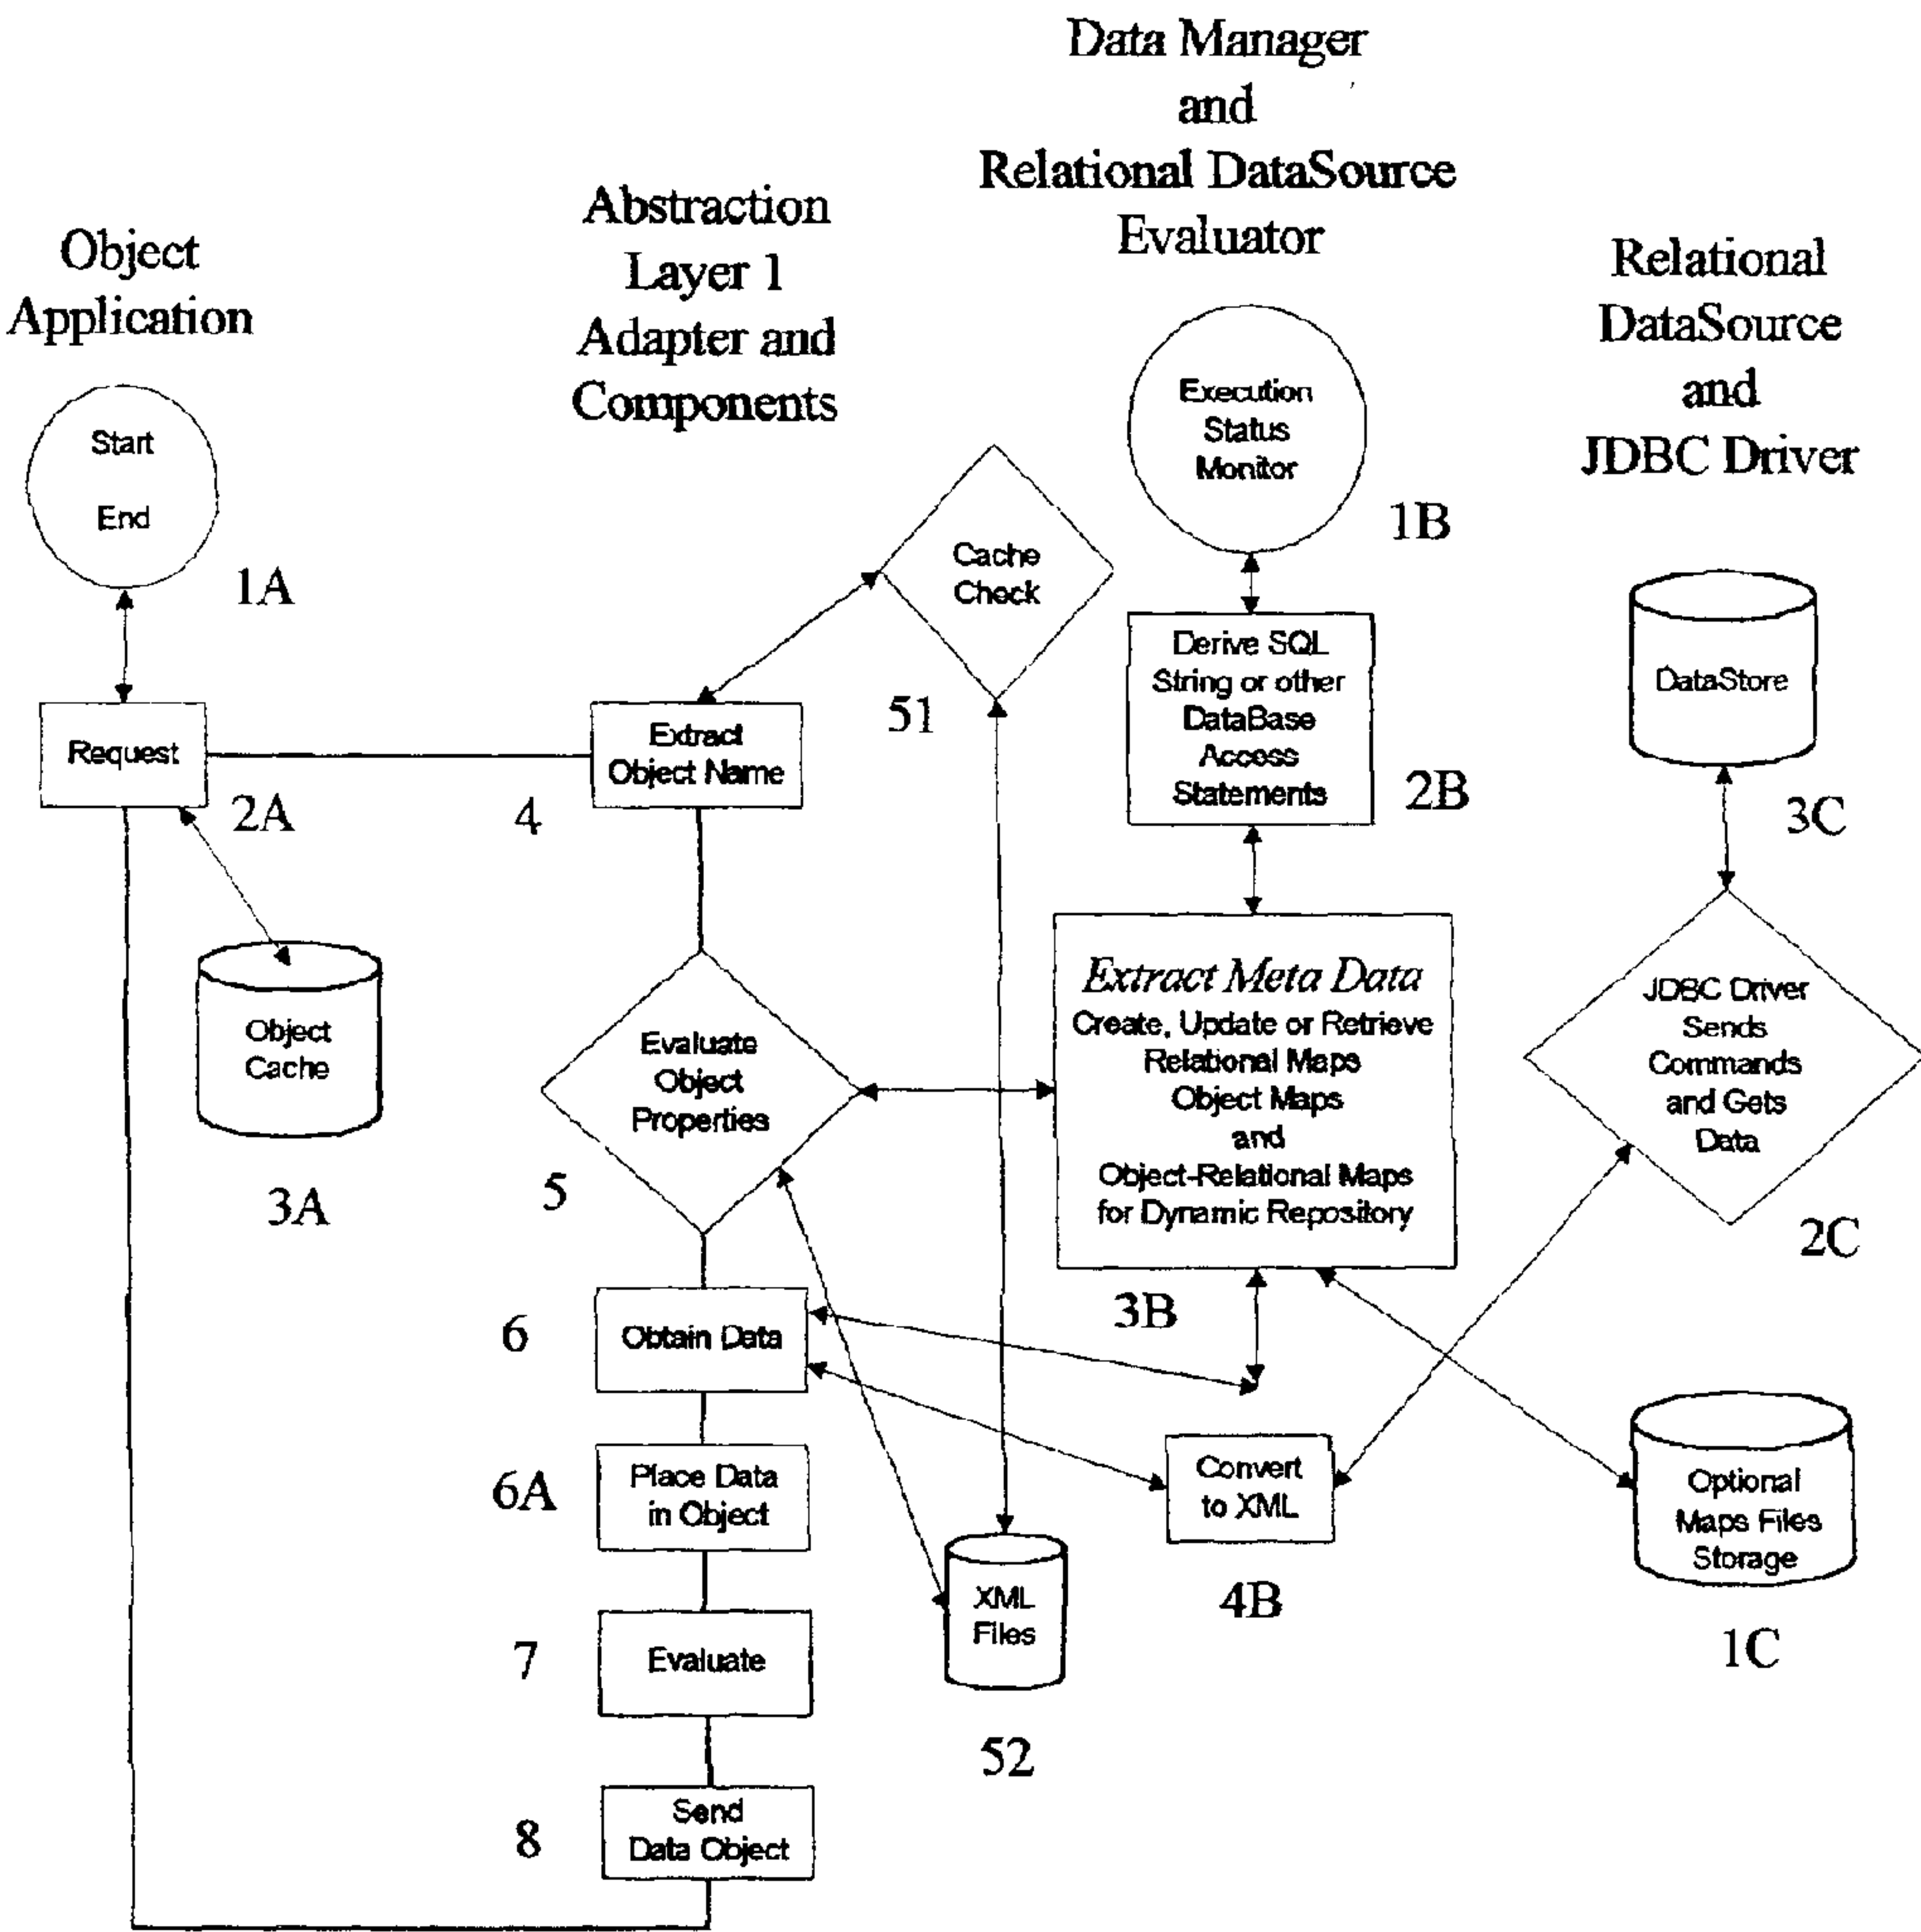 Data Manager
and
Relational DataSource
Evaluator
Abstraction
Layer 1
Adapter and
Components
Object
Application
Relational
DataSource
and
JDBC Driver
Start
End
1A
Execution
Status
Monitor
1B
Cache
Check
51
Derive SQL
String or other
DataBase
Access
Statements
2B
DataStore
3C
Request
2A
Extract
Object Name
4
Object
Cache
3A
Evaluate
Object
Properties
5
Extract Meta Data
Create, Update or Retrieve
Relational Maps
Object Maps
and
Object-Relational Maps
for Dynamic Repository
3B
JDBC Driver
Sends
Commands
and Gets
Data
2C
6
Obtain Data
6A
Place Data
in Object
Convert
to XML
4B
Optional
Maps Files
Storage
1C
XML
Files
52
7
Evaluate
8
Send
Data Object